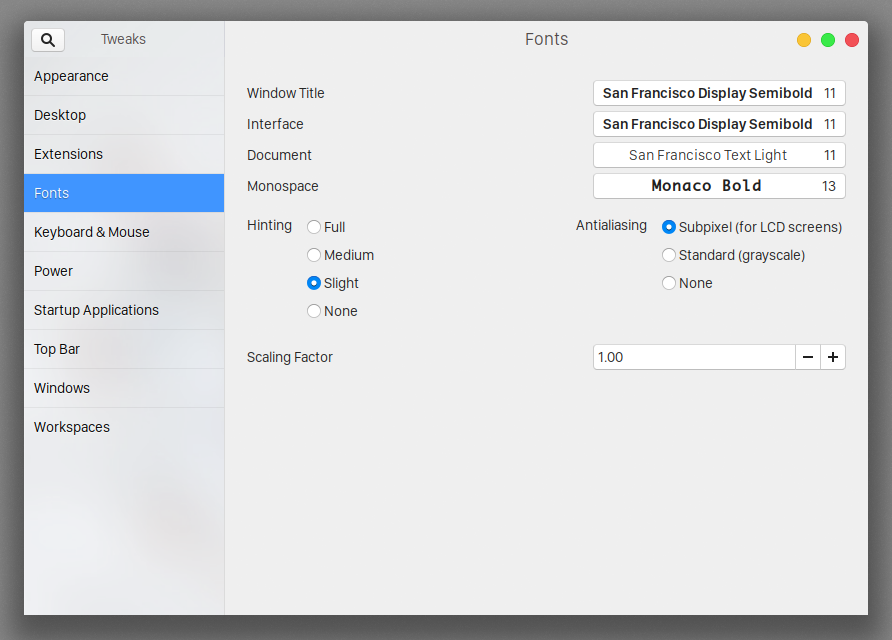 Tweaks
Fonts
Appearance
Desktop
Extensions
Fonts
Keyboard & Mouse
Power
Startup Applications
Top Bar
Windows
Workspaces
Window Title San Francisco Display Semibold 11
Interface San Francisco Display Semibold 11
Document San Francisco Text Light 11
Monospace Monaco Bold 13
Hinting Full Antialiasing Subpixel (for LCD screens)
Medium Standard (grayscale)
Slight None
None
Scaling Factor 1.00 − +